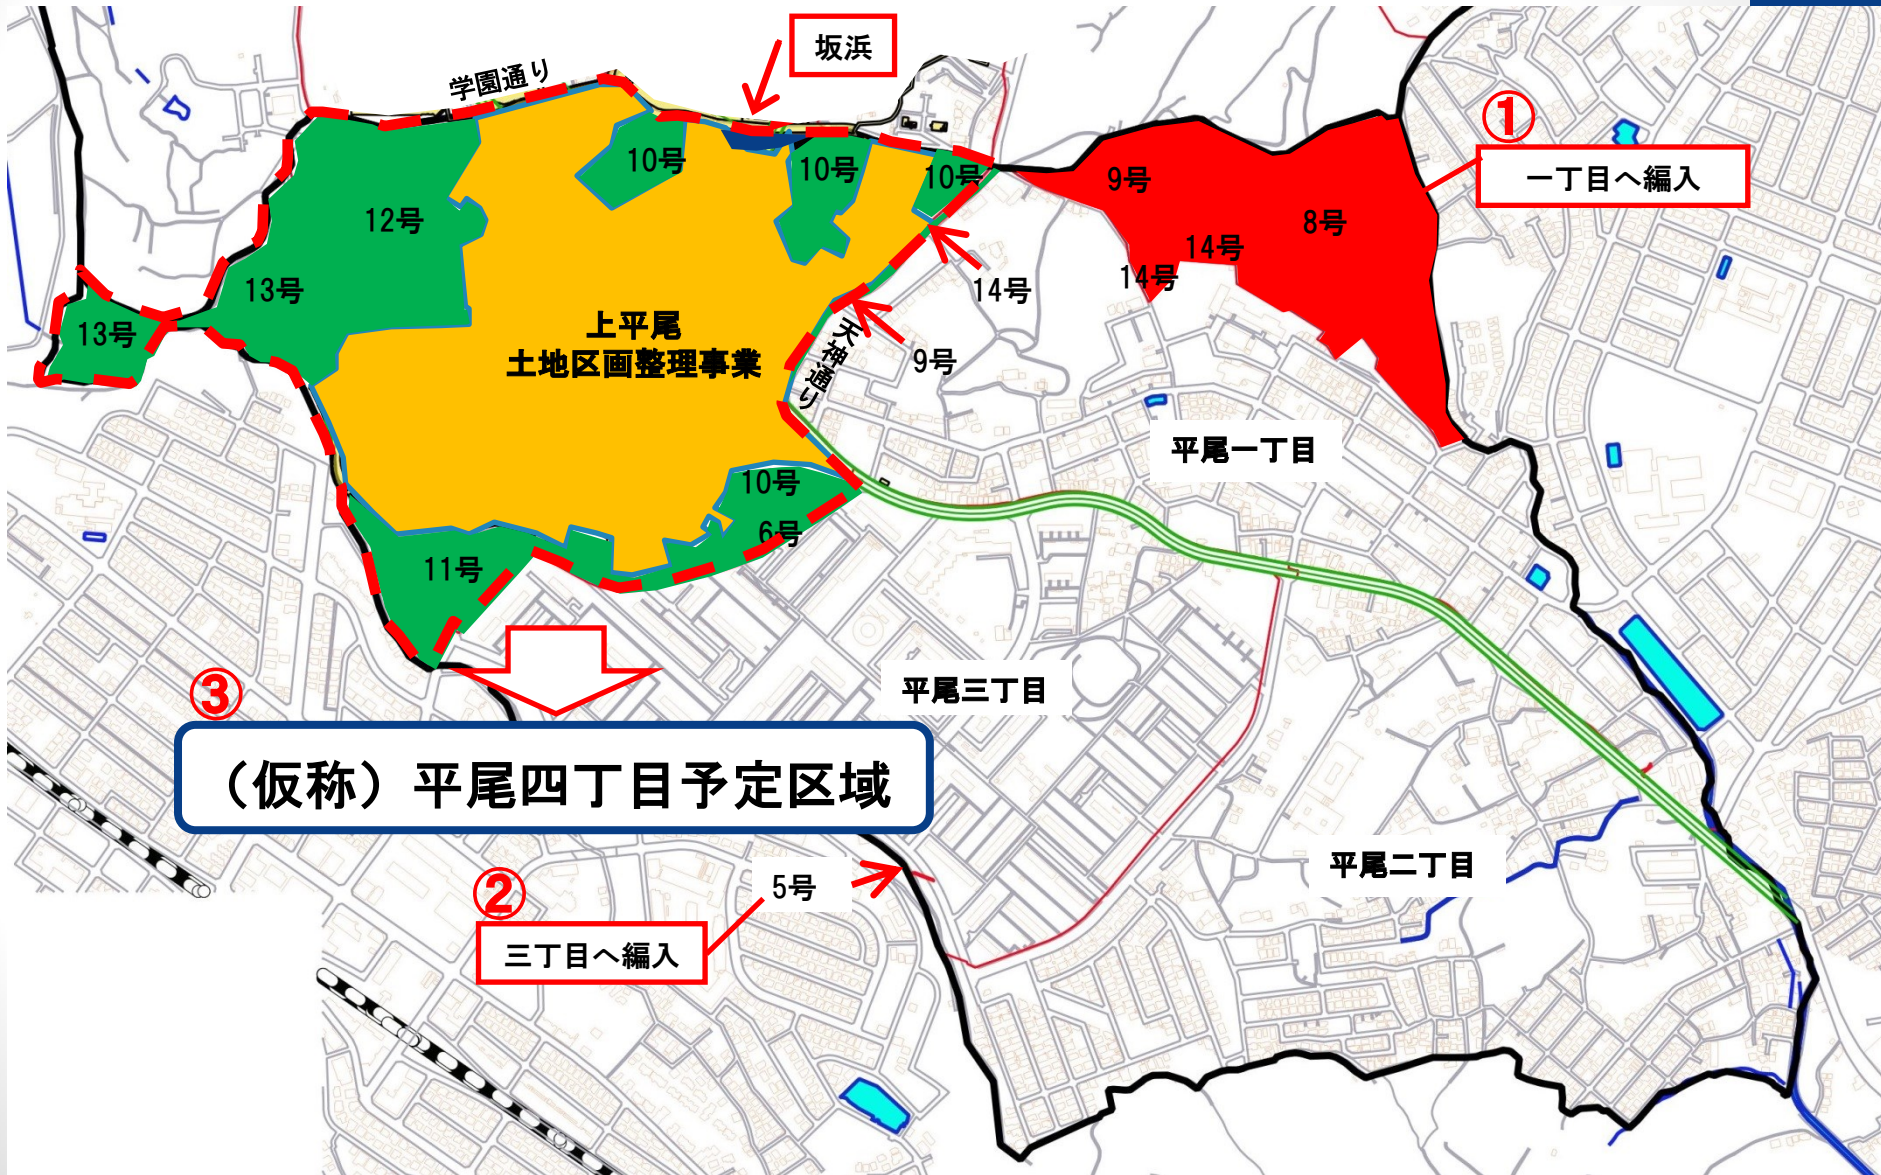 坂浜
学園通り
①
一丁目へ編入
10号
10号
10号
9号
8号
12号
14号
14号
13号
14号
13号
上平尾
土地区画整理事業
天神通り
9号
平尾一丁目
10号
6号
11号
③
平尾三丁目
（仮称）平尾四丁目予定区域
平尾二丁目
②
5号
三丁目へ編入